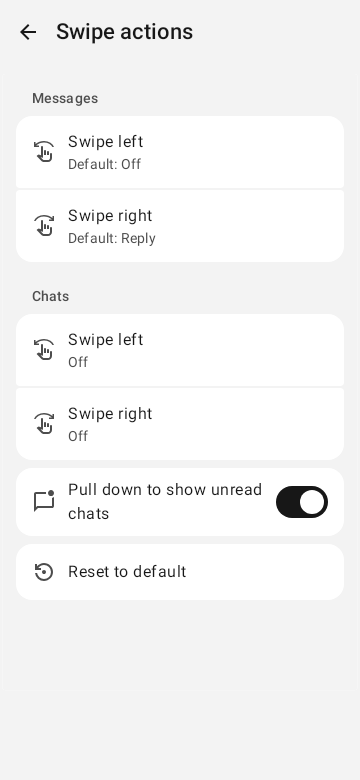 Swipe actions
Messages
Swipe left
Default: Off
Swipe right
Default: Reply
Chats
Swipe left
Off
Swipe right
Off
Pull down to show unread
chats
Reset to default